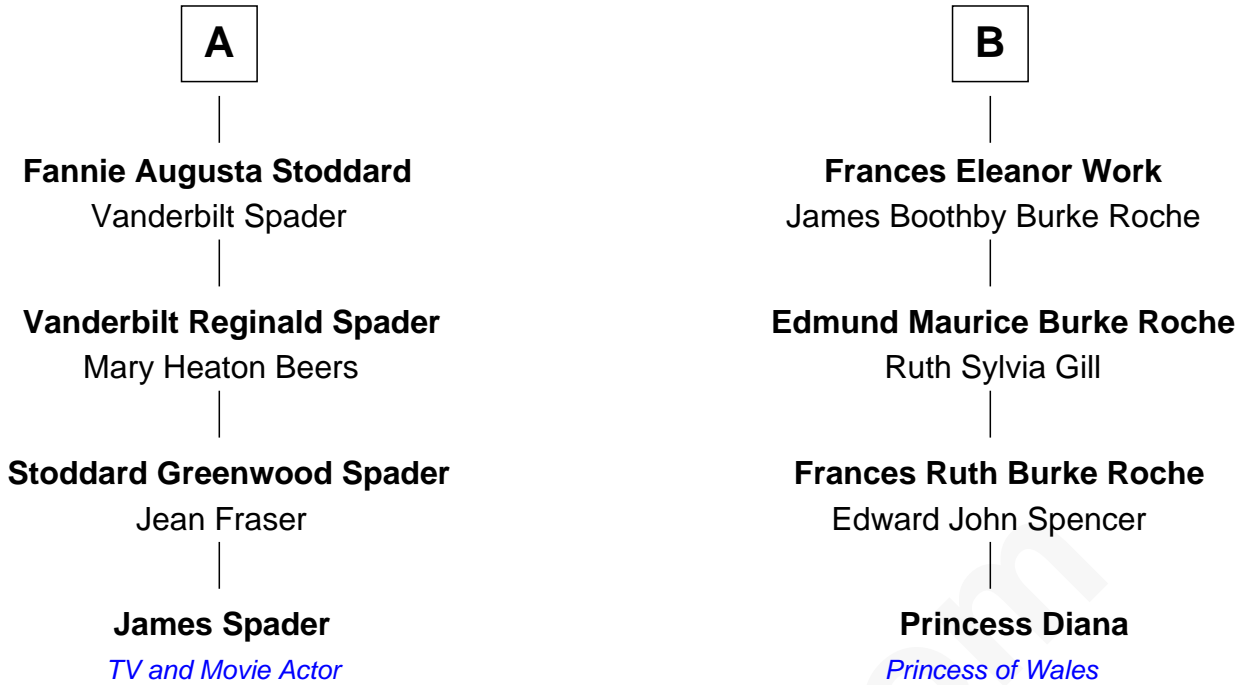 A
Fannie Augusta Stoddard
Vanderbilt Spader
Vanderbilt Reginald Spader
Mary Heaton Beers
Stoddard Greenwood Spader
Jean Fraser
James Spader
TV and Movie Actor
B
Frances Eleanor Work
James Boothby Burke Roche
Edmund Maurice Burke Roche
Ruth Sylvia Gill
Frances Ruth Burke Roche
Edward John Spencer
Princess Diana
Princess of Wales